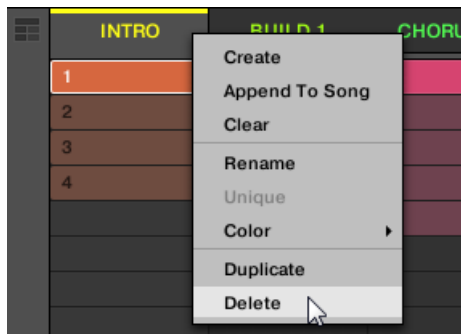 INTRO BUILD 1 CHORU
1
2
3
4
Create
Append To Song
Clear
Rename
Unique
Color
Duplicate
Delete